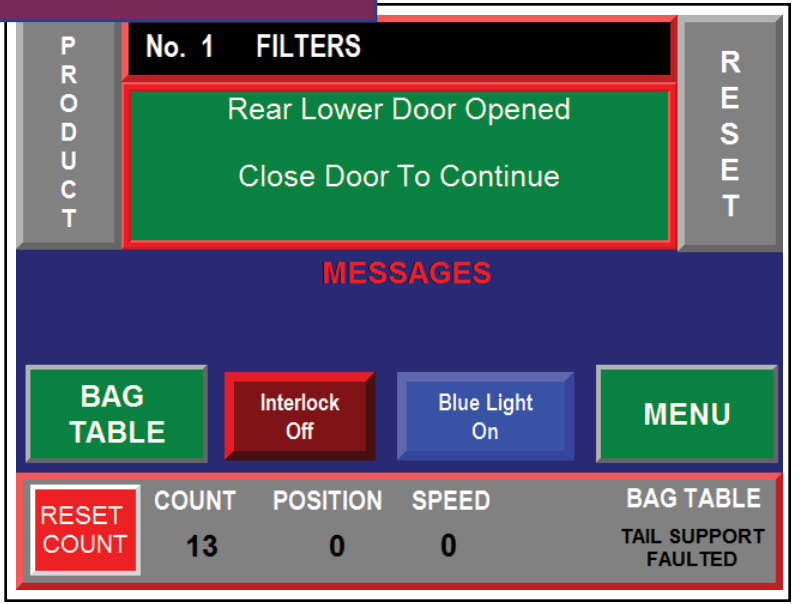 PRODUCT
No. 1 FILTERS
RESET
Rear Lower Door Opened
Close Door To Continue
MESSAGES
BAG
TABLE
Interlock
Off
Blue Light
On
MENU
RESET
COUNT
COUNT POSITION SPEED BAG TABLE
13 0 0
TAIL SUPPORT
FAULTED